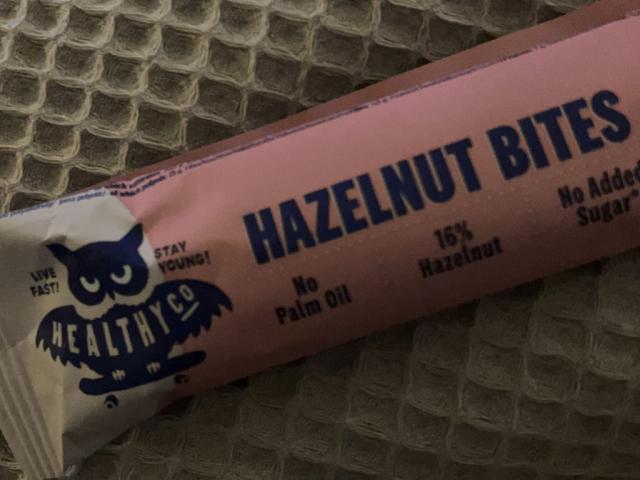 LIVE
FAST!
STAY
YOUNG!
HEALTHYCO
HAZELNUT BITES
No
Palm Oil
16%
Hazelnut
No Added
Sugar*